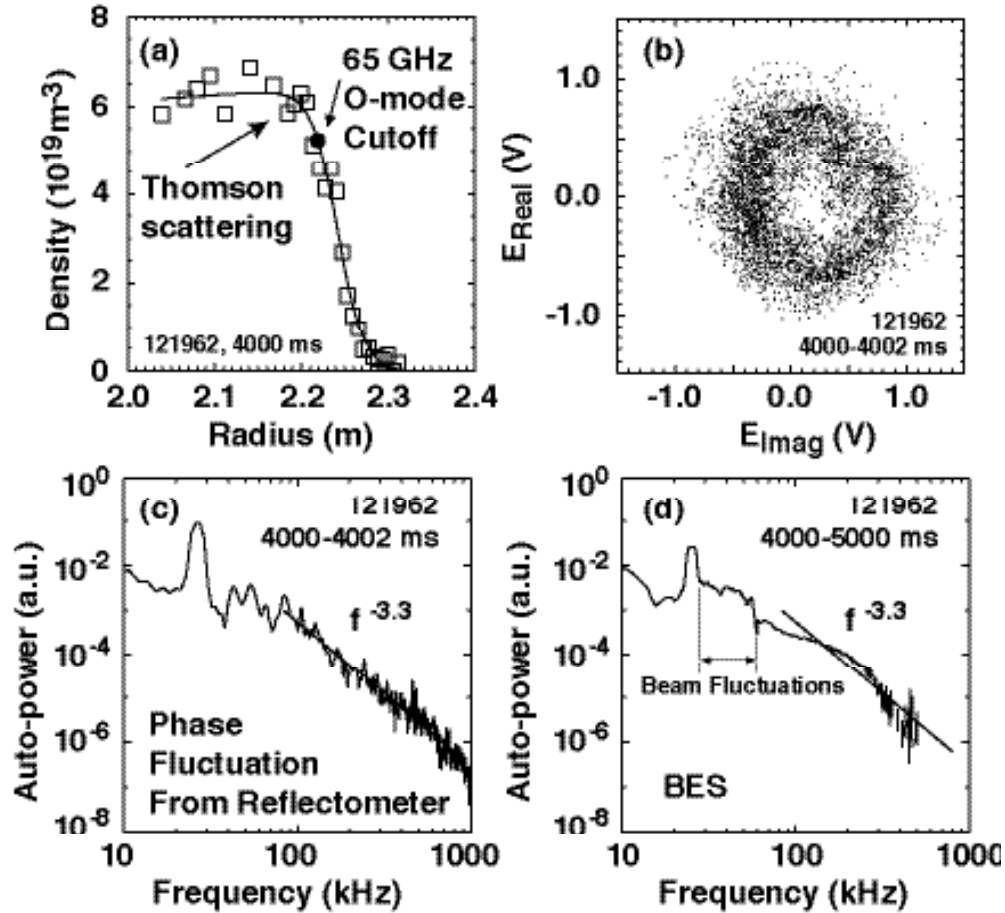 (a)
65 GHz
O-mode
Cutoff
Thomson
scattering
121962, 4000 ms
Density (10^19 m^-3)
8
6
4
2
0
2.0 2.1 2.2 2.3 2.4
Radius (m)
(b)
E_Real (V)
1.0
0.0
-1.0
121962
4000-4002 ms
-1.0 0.0 1.0
E_Imag (V)
(c)
121962
4000-4002 ms
f^-3.3
Phase
Fluctuation
From Reflectometer
Auto-power (a.u.)
10^0
10^-2
10^-4
10^-6
10^-8
10 100 1000
Frequency (kHz)
(d)
121962
4000-5000 ms
f^-3.3
Beam Fluctuations
BES
Auto-power (a.u.)
10^0
10^-2
10^-4
10^-6
10^-8
10 100 1000
Frequency (kHz)